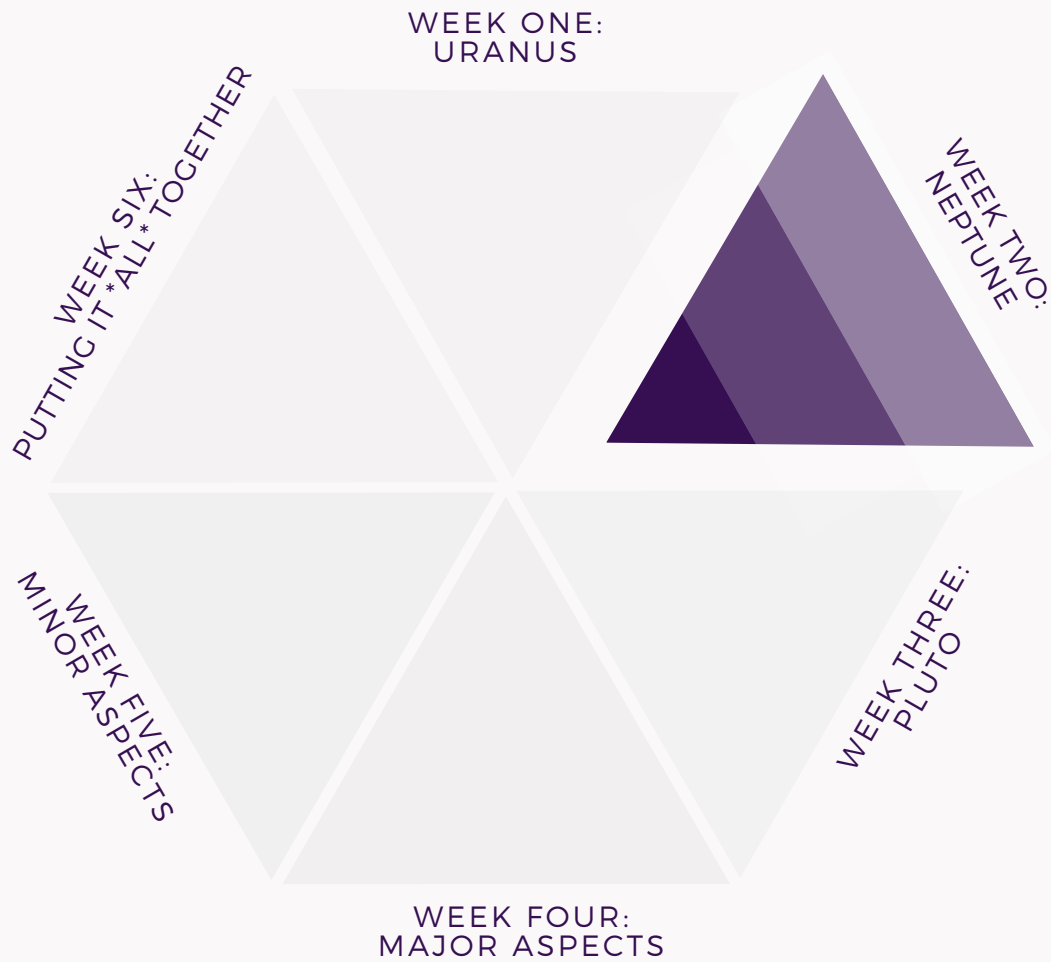 WEEK ONE:
URANUS
WEEK TWO:
NEPTUNE
WEEK THREE:
PLUTO
WEEK FOUR:
MAJOR ASPECTS
WEEK FIVE:
MINOR ASPECTS
WEEK SIX:
PUTTING IT *ALL* TOGETHER